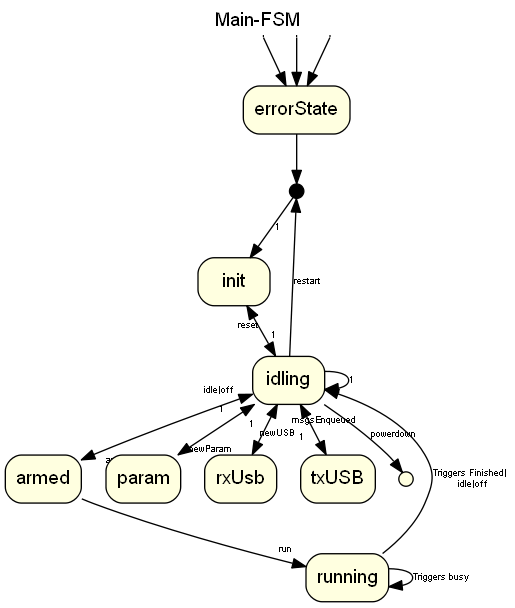 Main-FSM
errorState
1
init
restart
reset
1
idling
1
idle|off
1
1
newUSB
msgsEnqueued
1
powerdown
newParam
armed
param
rxUsb
txUSB
Triggers Finished|
idle|off
run
running
Triggers busy